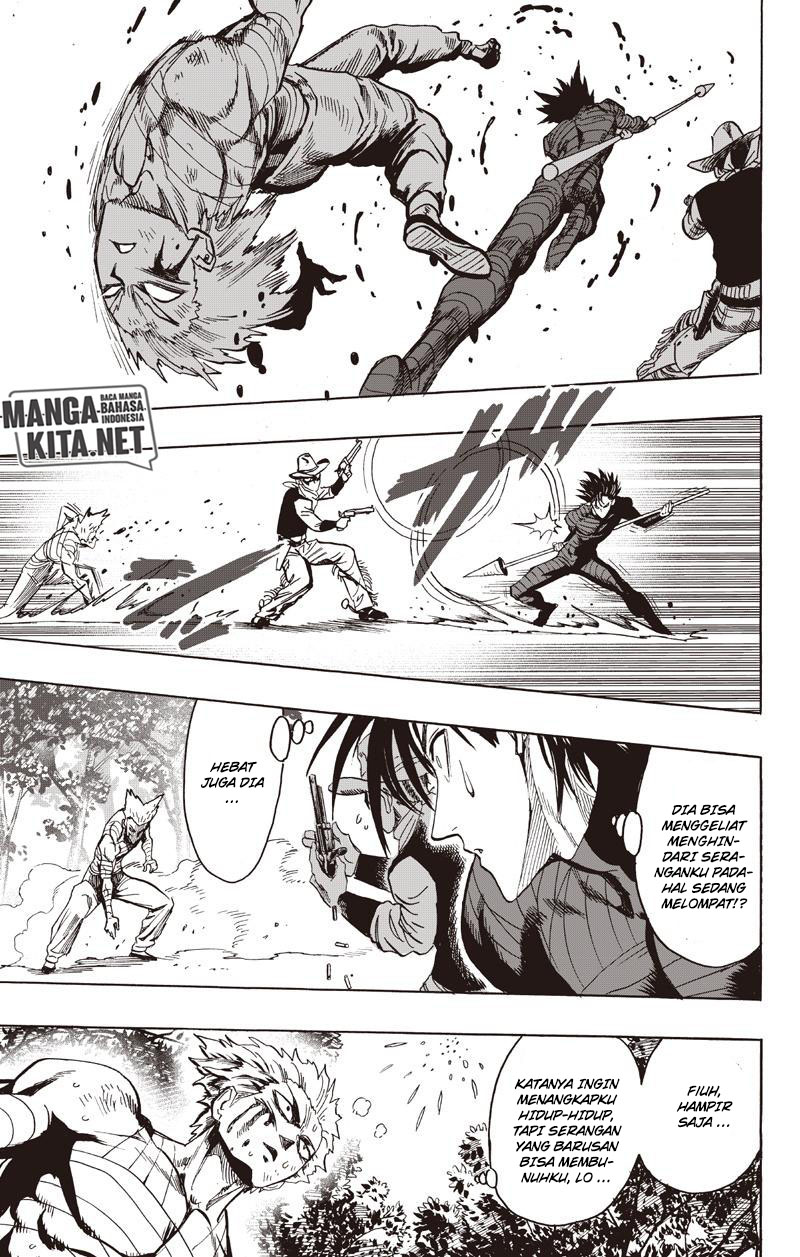 MANGA
BACA MANGA
BAHASA
INDONESIA
KITA.NET
DIA BISA
MENGGELIAT
MENGHIN-
DARI SERA-
NGANKU PADA-
HAL SEDANG
MELOMPAT!?
HEBAT
JUGA DIA
...
FIUH,
HAMPIR
SAJA ...
KATANYA INGIN
MENANGKAPKU
HIDUP-HIDUP,
TAPI SERANGAN
YANG BARUSAN
BISA MEMBU-
NUHKU, LO ...